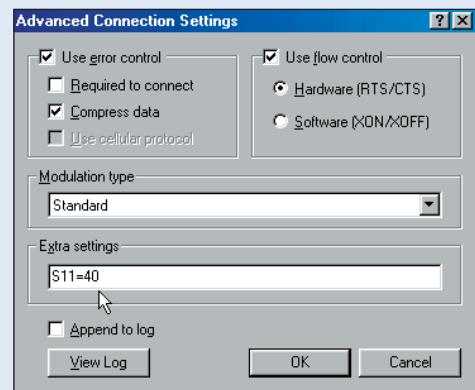 Advanced Connection Settings
Use error control
Required to connect
Compress data
Use cellular protocol
Use flow control
Hardware (RTS/CTS)
Software (XON/XOFF)
Modulation type
Standard
Extra settings
S11=40
Append to log
View Log
OK
Cancel